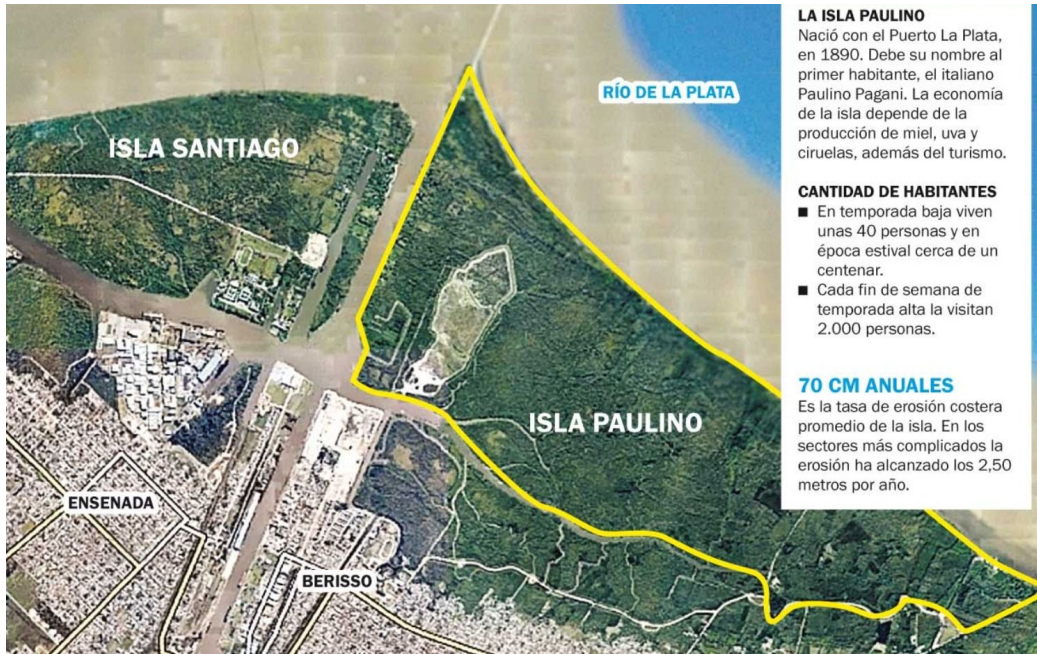 ISLA SANTIAGO
RÍO DE LA PLATA
ISLA PAULINO
ENSENADA
BERISSO
LA ISLA PAULINO
Nació con el Puerto La Plata,
en 1890. Debe su nombre al
primer habitante, el italiano
Paulino Pagani. La economía
de la isla depende de la
producción de miel, uva y
ciruelas, además del turismo.
CANTIDAD DE HABITANTES
■ En temporada baja viven
unas 40 personas y en
época estival cerca de un
centenar.
■ Cada fin de semana de
temporada alta la visitan
2.000 personas.
70 CM ANUALES
Es la tasa de erosión costera
promedio de la isla. En los
sectores más complicados la
erosión ha alcanzado los 2,50
metros por año.